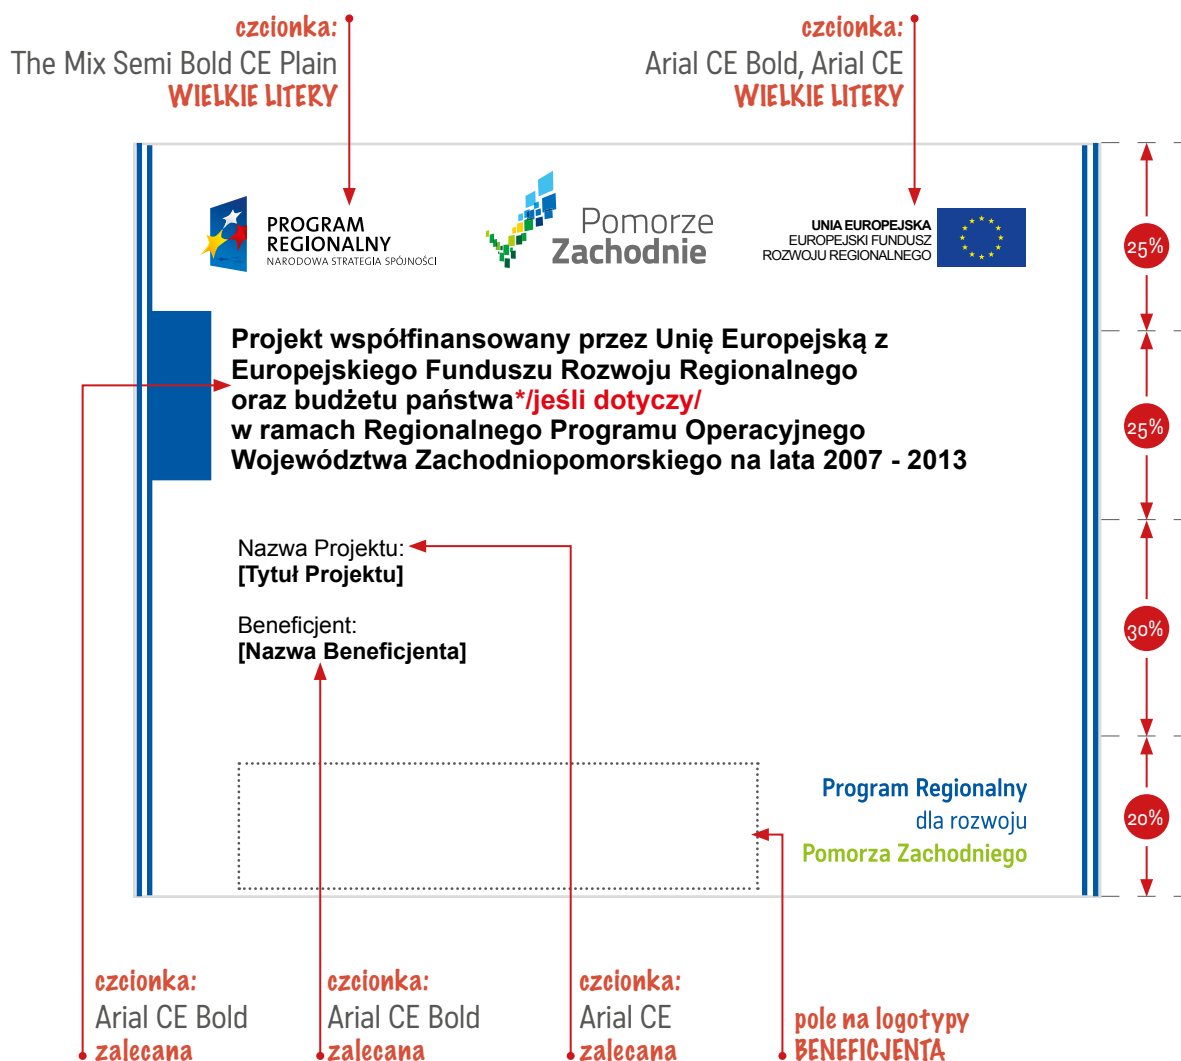 czcionka:
The Mix Semi Bold CE Plain
WIELKIE LITERY
czcionka:
Arial CE Bold, Arial CE
WIELKIE LITERY
PROGRAM
REGIONALNY
NARODOWA STRATEGIA SPÓJNOŚCI
Pomorze
Zachodnie
UNIA EUROPEJSKA
EUROPEJSKI FUNDUSZ
ROZWOJU REGIONALNEGO
25%
Projekt współfinansowany przez Unię Europejską z
Europejskiego Funduszu Rozwoju Regionalnego
oraz budżetu państwa*/jeśli dotyczy/
w ramach Regionalnego Programu Operacyjnego
Województwa Zachodniopomorskiego na lata 2007 - 2013
25%
Nazwa Projektu:
[Tytuł Projektu]
Beneficjent:
[Nazwa Beneficjenta]
30%
Program Regionalny
dla rozwoju
Pomorza Zachodniego
20%
czcionka:
Arial CE Bold
zalecana
czcionka:
Arial CE Bold
zalecana
czcionka:
Arial CE
zalecana
pole na logotypy
BENEFICJENTA